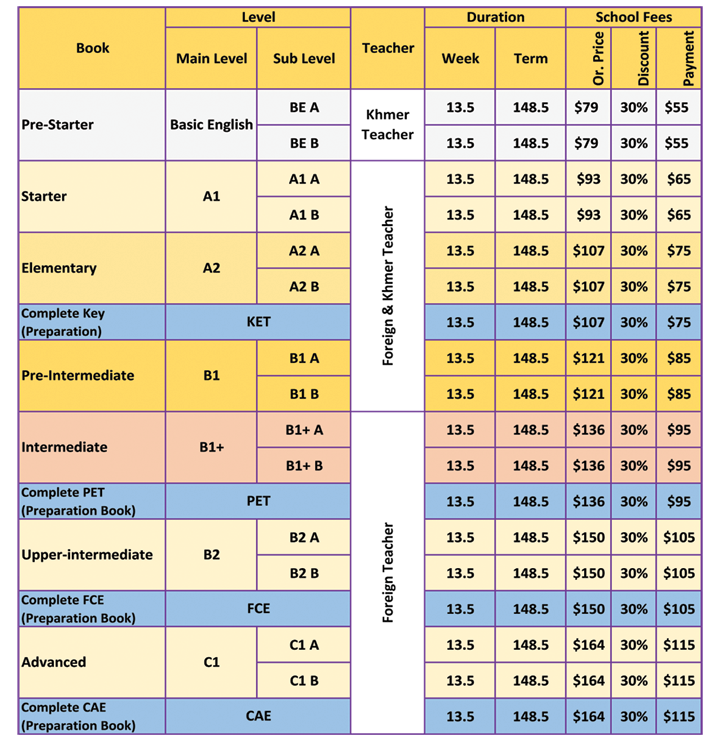 Book Level Teacher Duration School Fees
Main Level Sub Level Week Term Or. Price Discount Payment
Pre-Starter Basic English BE A Khmer Teacher 13.5 148.5 $79 30% $55
BE B 13.5 148.5 $79 30% $55
Starter A1 A1 A Foreign & Khmer Teacher 13.5 148.5 $93 30% $65
A1 B 13.5 148.5 $93 30% $65
Elementary A2 A2 A 13.5 148.5 $107 30% $75
A2 B 13.5 148.5 $107 30% $75
Complete Key (Preparation) KET 13.5 148.5 $107 30% $75
Pre-Intermediate B1 B1 A 13.5 148.5 $121 30% $85
B1 B 13.5 148.5 $121 30% $85
Intermediate B1+ B1+ A Foreign Teacher 13.5 148.5 $136 30% $95
B1+ B 13.5 148.5 $136 30% $95
Complete PET (Preparation Book) PET 13.5 148.5 $136 30% $95
Upper-intermediate B2 B2 A 13.5 148.5 $150 30% $105
B2 B 13.5 148.5 $150 30% $105
Complete FCE (Preparation Book) FCE 13.5 148.5 $150 30% $105
Advanced C1 C1 A 13.5 148.5 $164 30% $115
C1 B 13.5 148.5 $164 30% $115
Complete CAE (Preparation Book) CAE 13.5 148.5 $164 30% $115